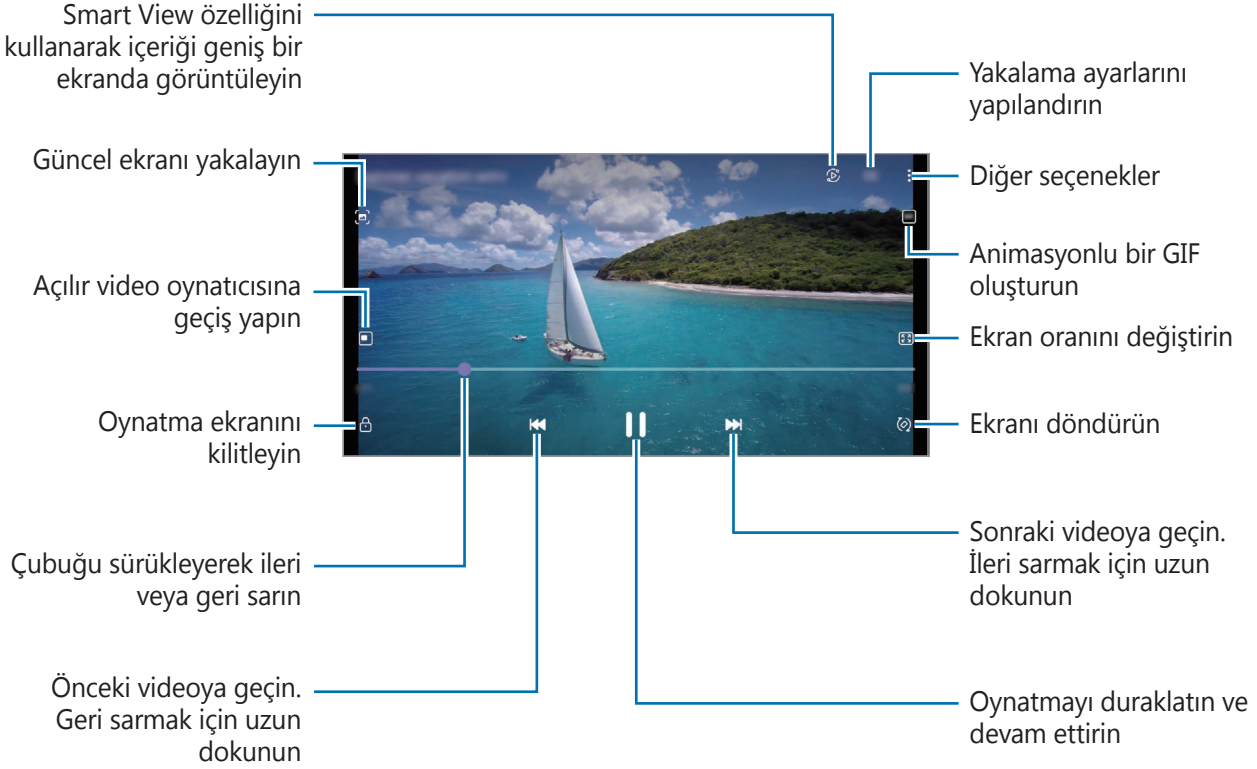 Smart View özelliğini
kullanarak içeriği geniş bir
ekranda görüntüleyin
Güncel ekranı yakalayın
Açılır video oynatıcısına
geçiş yapın
Oynatma ekranını
kilitleyin
Çubuğu sürükleyerek ileri
veya geri sarın
Önceki videoya geçin.
Geri sarmak için uzun
dokunun
Yakalama ayarlarını
yapılandırın
Diğer seçenekler
Animasyonlu bir GIF
oluşturun
Ekran oranını değiştirin
Ekranı döndürün
Sonraki videoya geçin.
İleri sarmak için uzun
dokunun
Oynatmayı duraklatın ve
devam ettirin